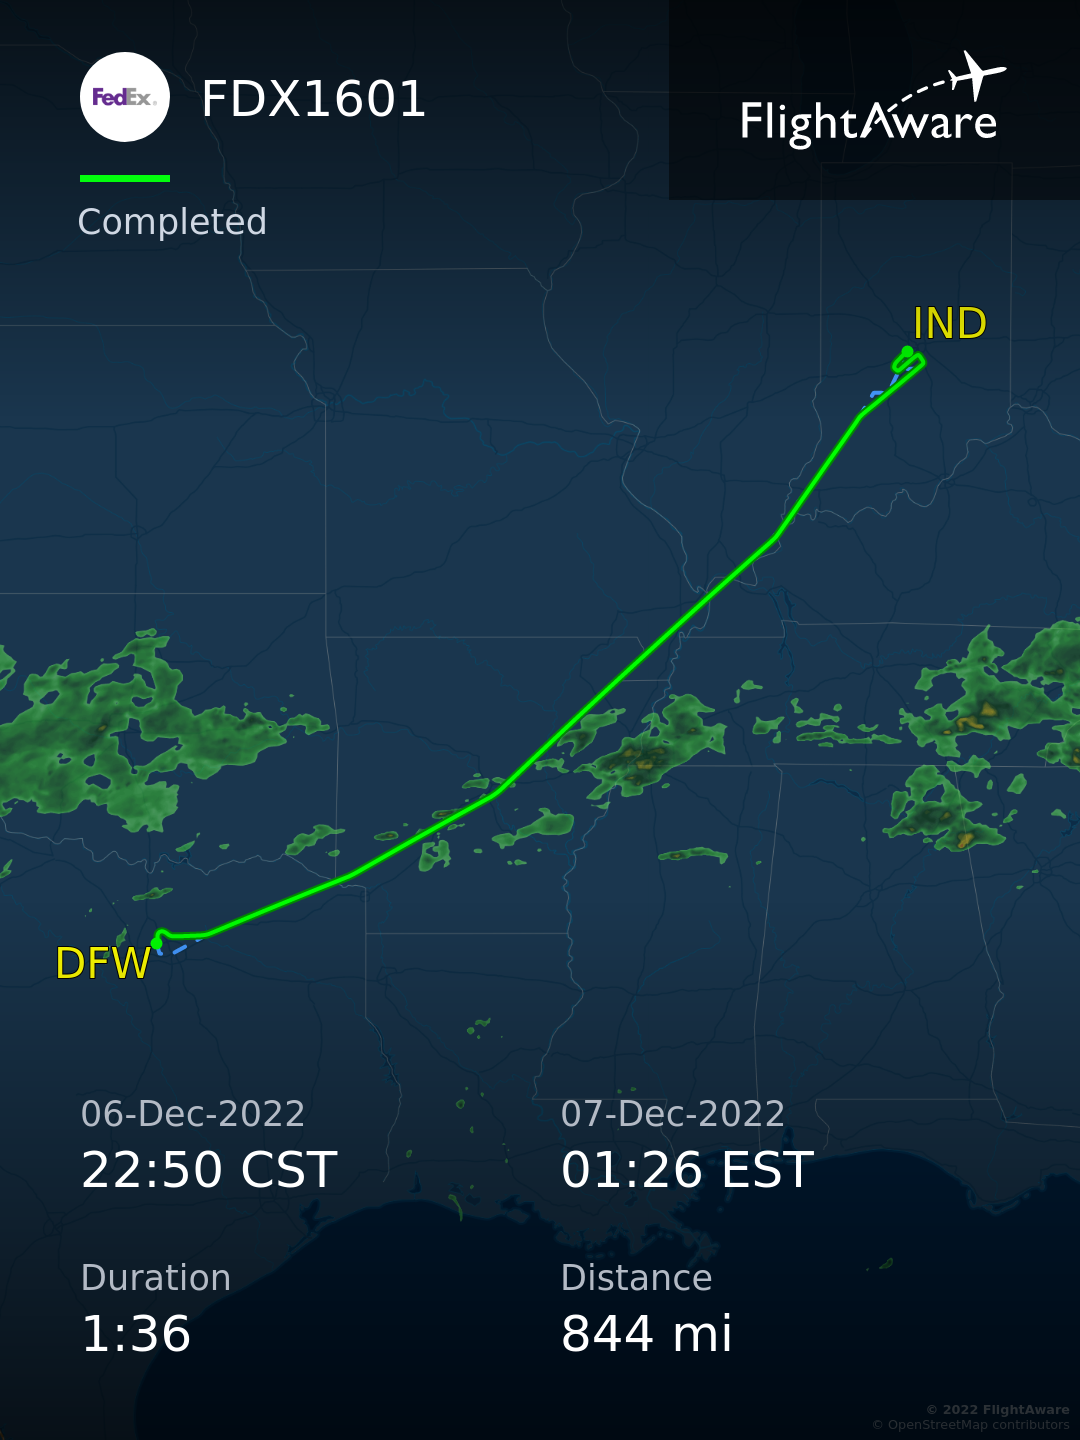 FedEx®
FDX1601
FlightAware
Completed
IND
DFW
06-Dec-2022
22:50 CST
07-Dec-2022
01:26 EST
Duration
1:36
Distance
844 mi
© 2022 FlightAware
© OpenStreetMap contributors